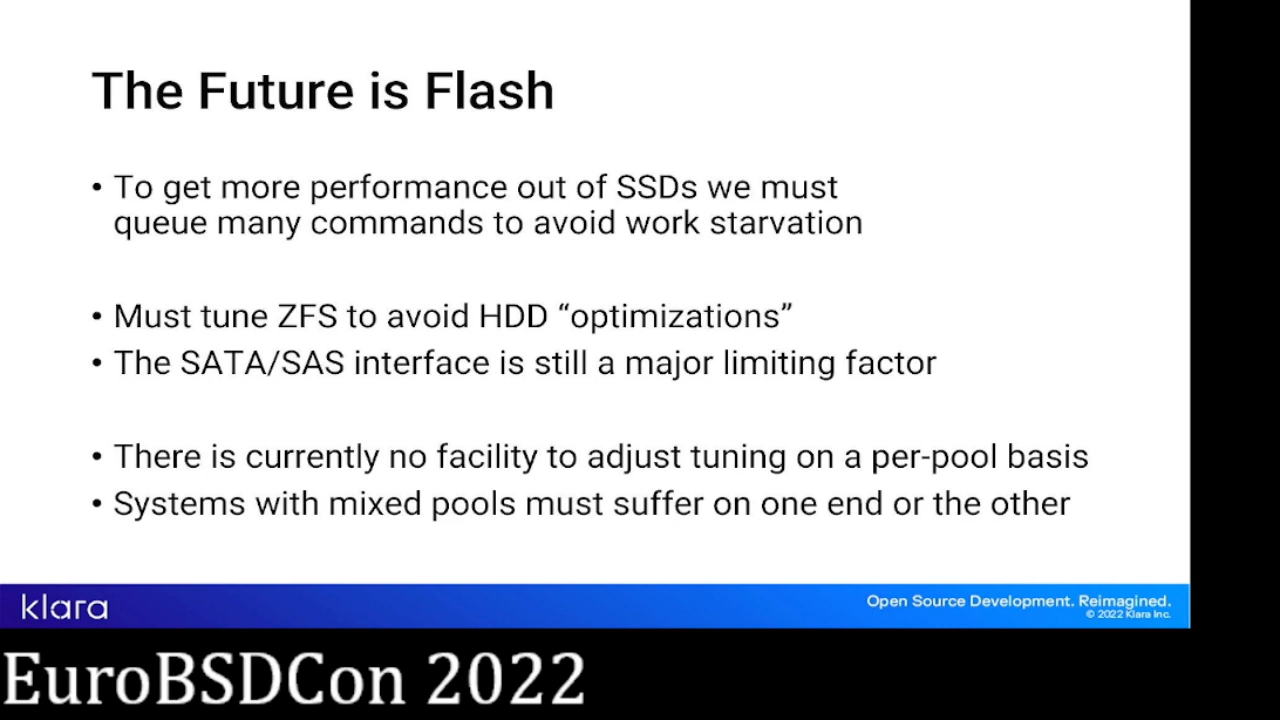 The Future is Flash
• To get more performance out of SSDs we must
queue many commands to avoid work starvation
• Must tune ZFS to avoid HDD “optimizations”
• The SATA/SAS interface is still a major limiting factor
• There is currently no facility to adjust tuning on a per-pool basis
• Systems with mixed pools must suffer on one end or the other
klara
Open Source Development. Reimagined.
© 2022 Klara Inc.
EuroBSDCon 2022